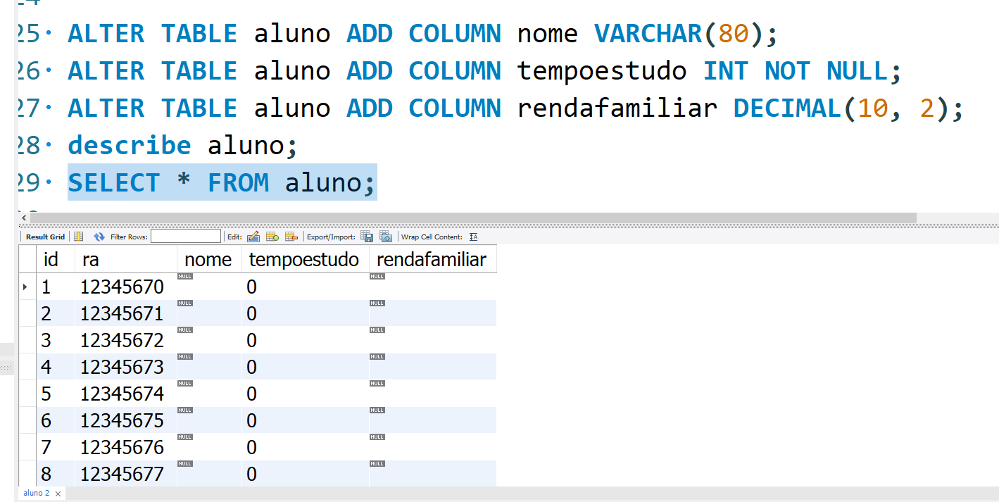 25 ALTER TABLE aluno ADD COLUMN nome VARCHAR(80);
26 ALTER TABLE aluno ADD COLUMN tempoestudo INT NOT NULL;
27 ALTER TABLE aluno ADD COLUMN rendafamiliar DECIMAL(10, 2);
28 describe aluno;
29 SELECT * FROM aluno;
Result Grid Filter Rows: Edit: Export/Import: Wrap Cell Content:
id ra nome tempoestudo rendafamiliar
1 12345670 NULL 0 NULL
2 12345671 NULL 0 NULL
3 12345672 NULL 0 NULL
4 12345673 NULL 0 NULL
5 12345674 NULL 0 NULL
6 12345675 NULL 0 NULL
7 12345676 NULL 0 NULL
8 12345677 NULL 0 NULL
aluno 2